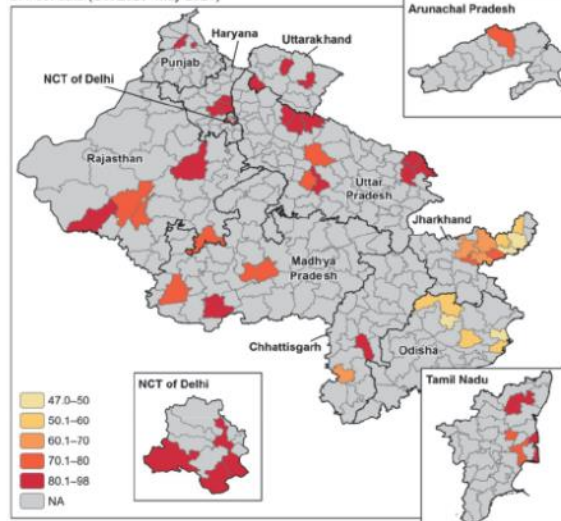 Arunachal Pradesh
Haryana
Uttarakhand
Punjab
NCT of Delhi
Rajasthan
Uttar
Pradesh
Jharkhand
Madhya
Pradesh
Chhattisgarh
Odisha
NCT of Delhi
Tamil Nadu
47.0–50
50.1–60
60.1–70
70.1–80
80.1–98
NA